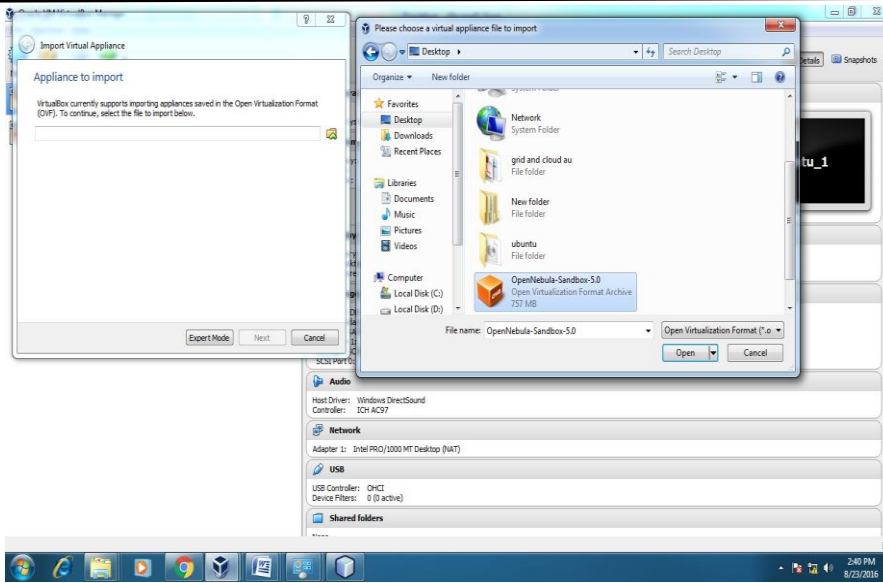 Import Virtual Appliance
Appliance to import
VirtualBox currently supports importing appliances saved in the Open Virtualization Format
(OVF). To continue, select the file to import below.
Expert Mode
Next
Cancel
Please choose a virtual appliance file to import
Desktop
Search Desktop
Organize
New folder
Favorites
Desktop
Downloads
Recent Places
Libraries
Documents
Music
Pictures
Videos
Computer
Local Disk (C:)
Local Disk (D:)
Network
System Folder
grid and cloud au
File folder
New folder
File folder
ubuntu
File folder
OpenNebula-Sandbox-5.0
Open Virtualization Format Archive
757 MB
File name: OpenNebula-Sandbox-5.0
Open Virtualization Format (*.o
Open
Cancel
Snapshots
tu_1
SCSI Port 0:
Audio
Host Driver: Windows DirectSound
Controller: ICH AC97
Network
Adapter 1: Intel PRO/1000 MT Desktop (NAT)
USB
USB Controller: OHCI
Device Filters: 0 (0 active)
Shared folders
2:40 PM
8/23/2016